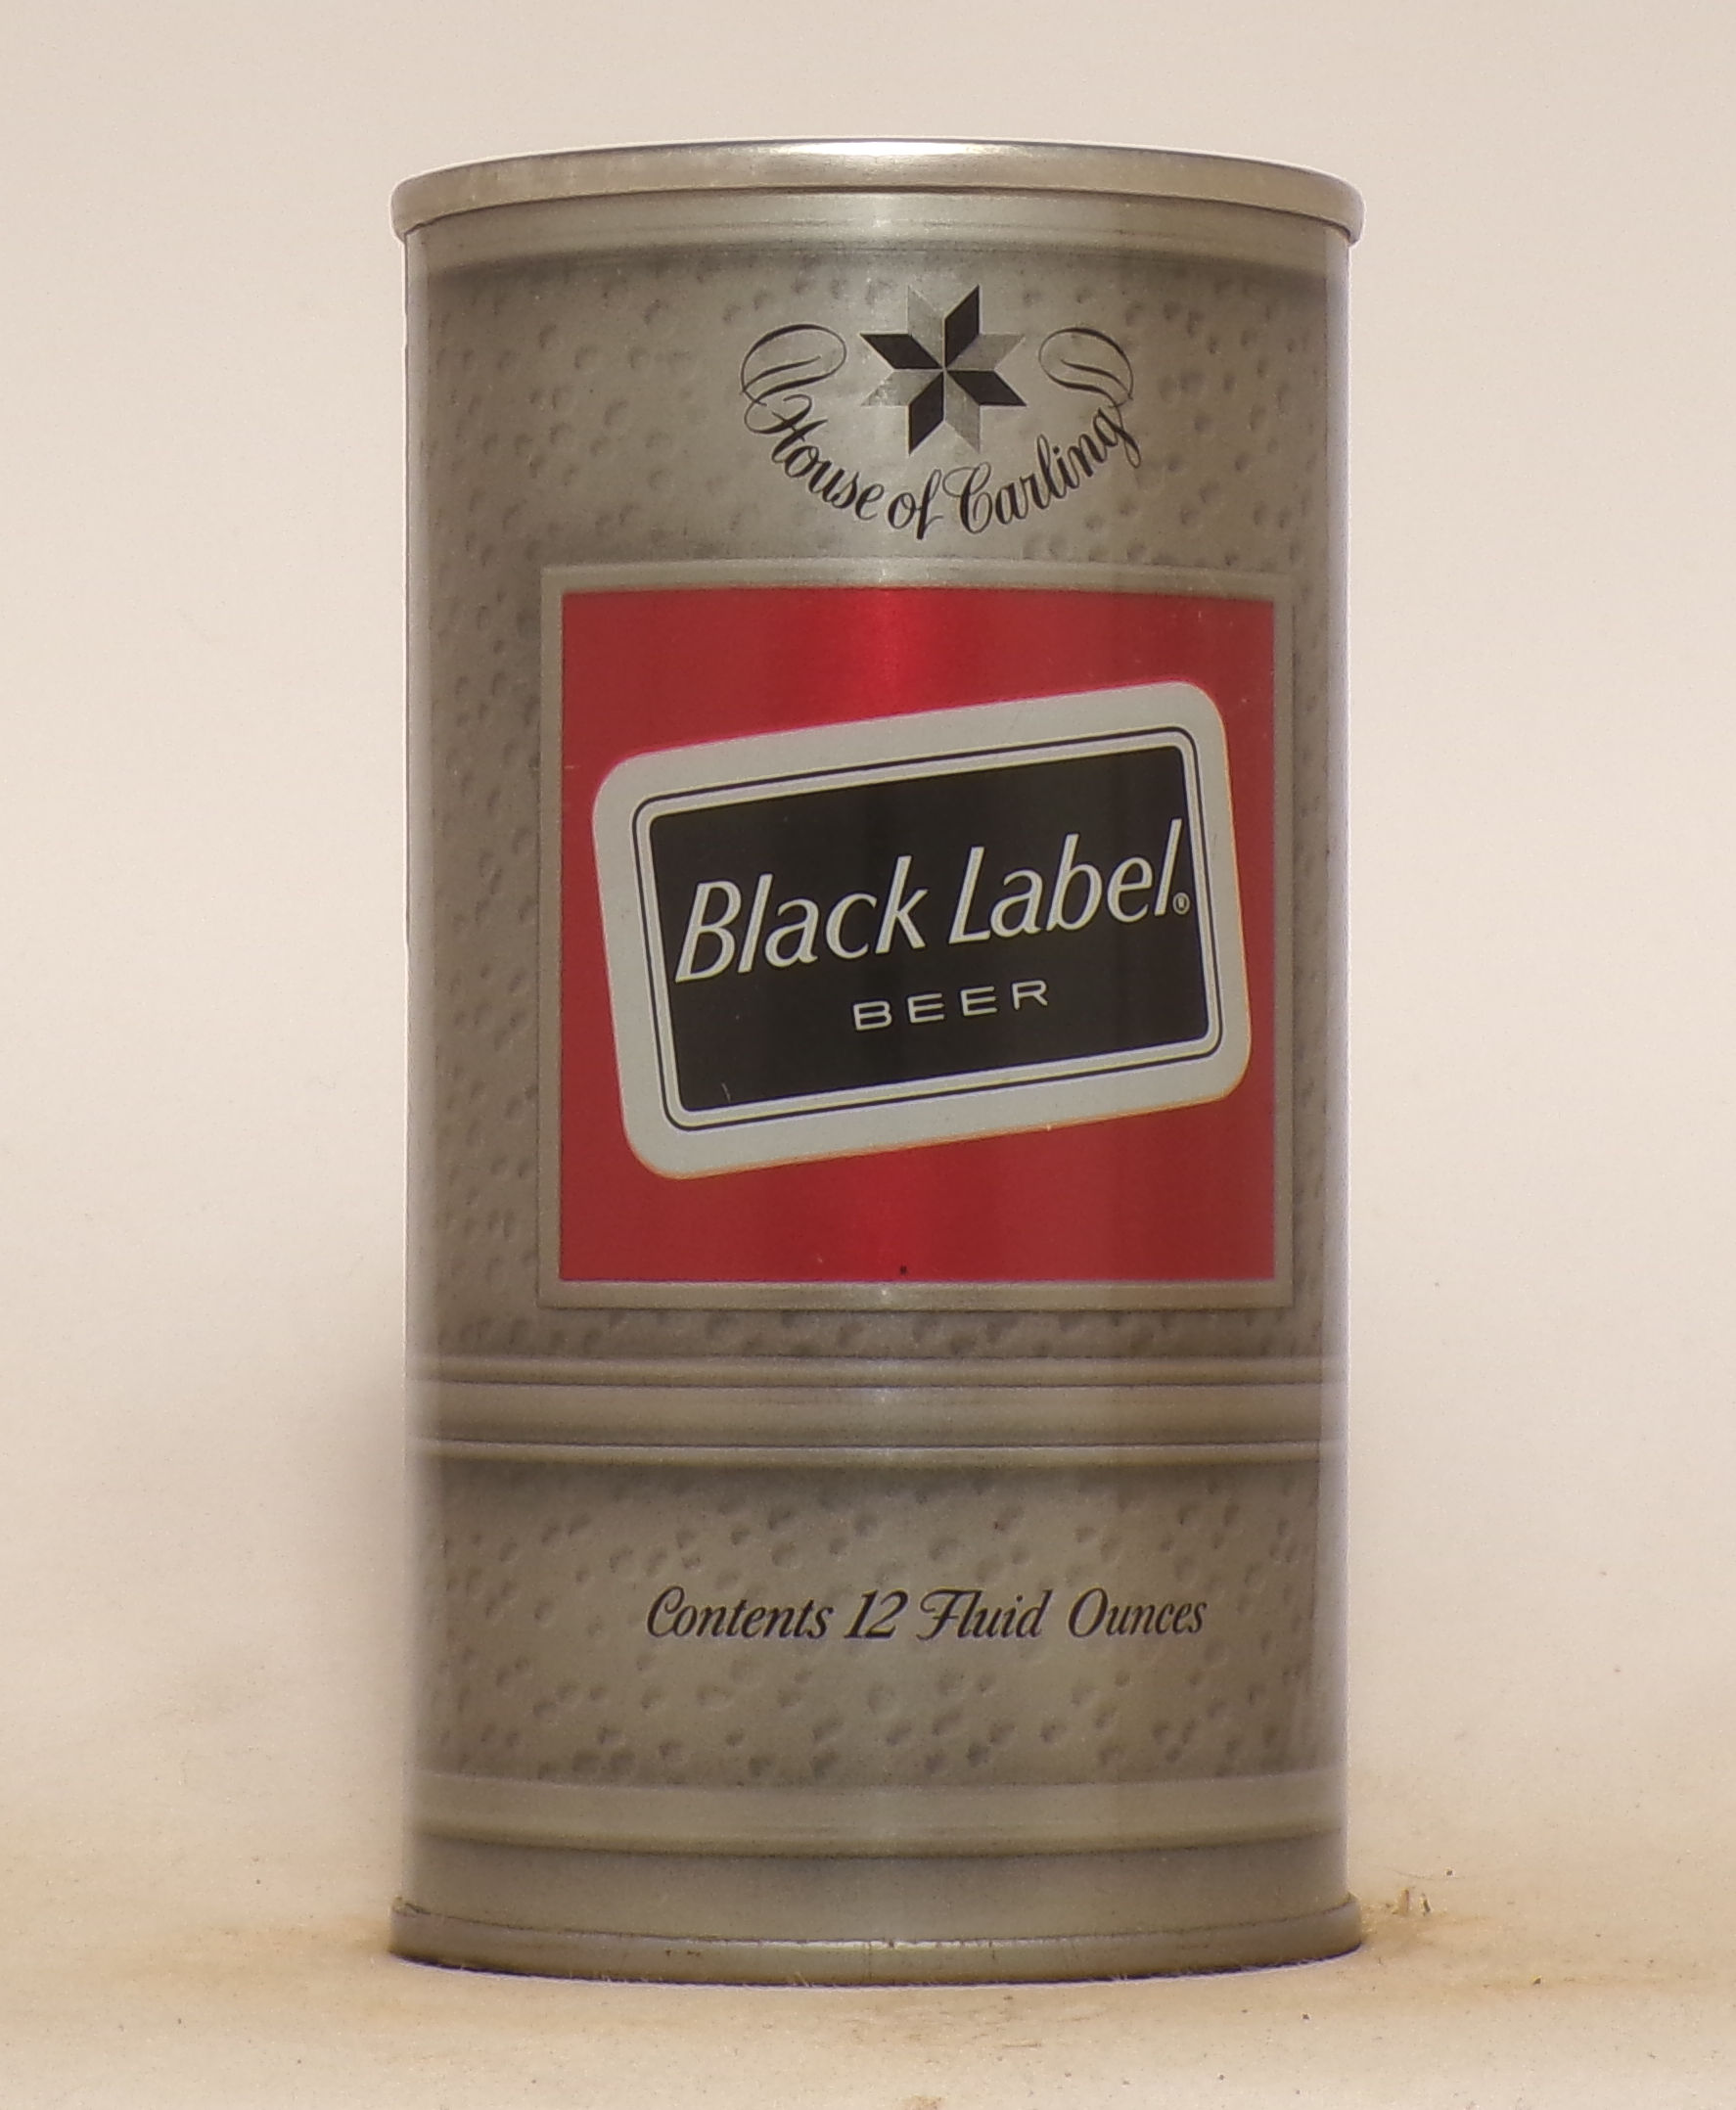 House of Carling
Black Label®
BEER
Contents 12 Fluid Ounces